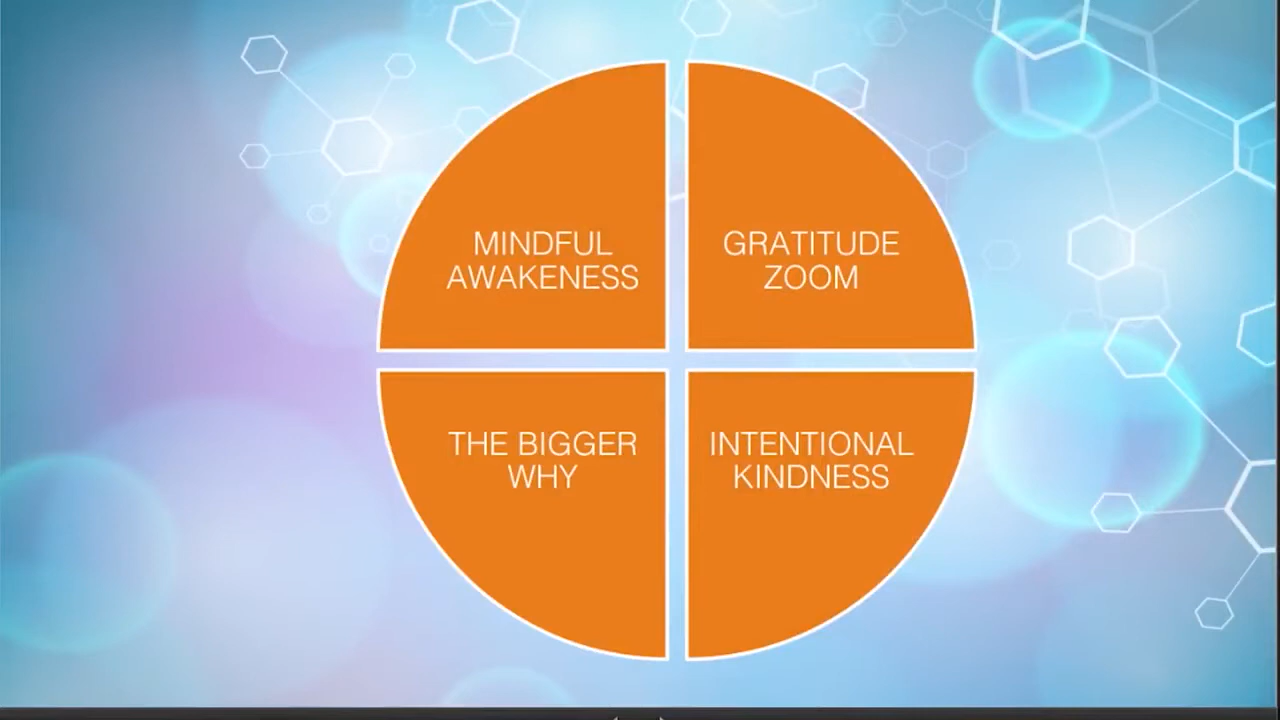 MINDFUL
AWAKENESS
GRATITUDE
ZOOM
THE BIGGER
WHY
INTENTIONAL
KINDNESS